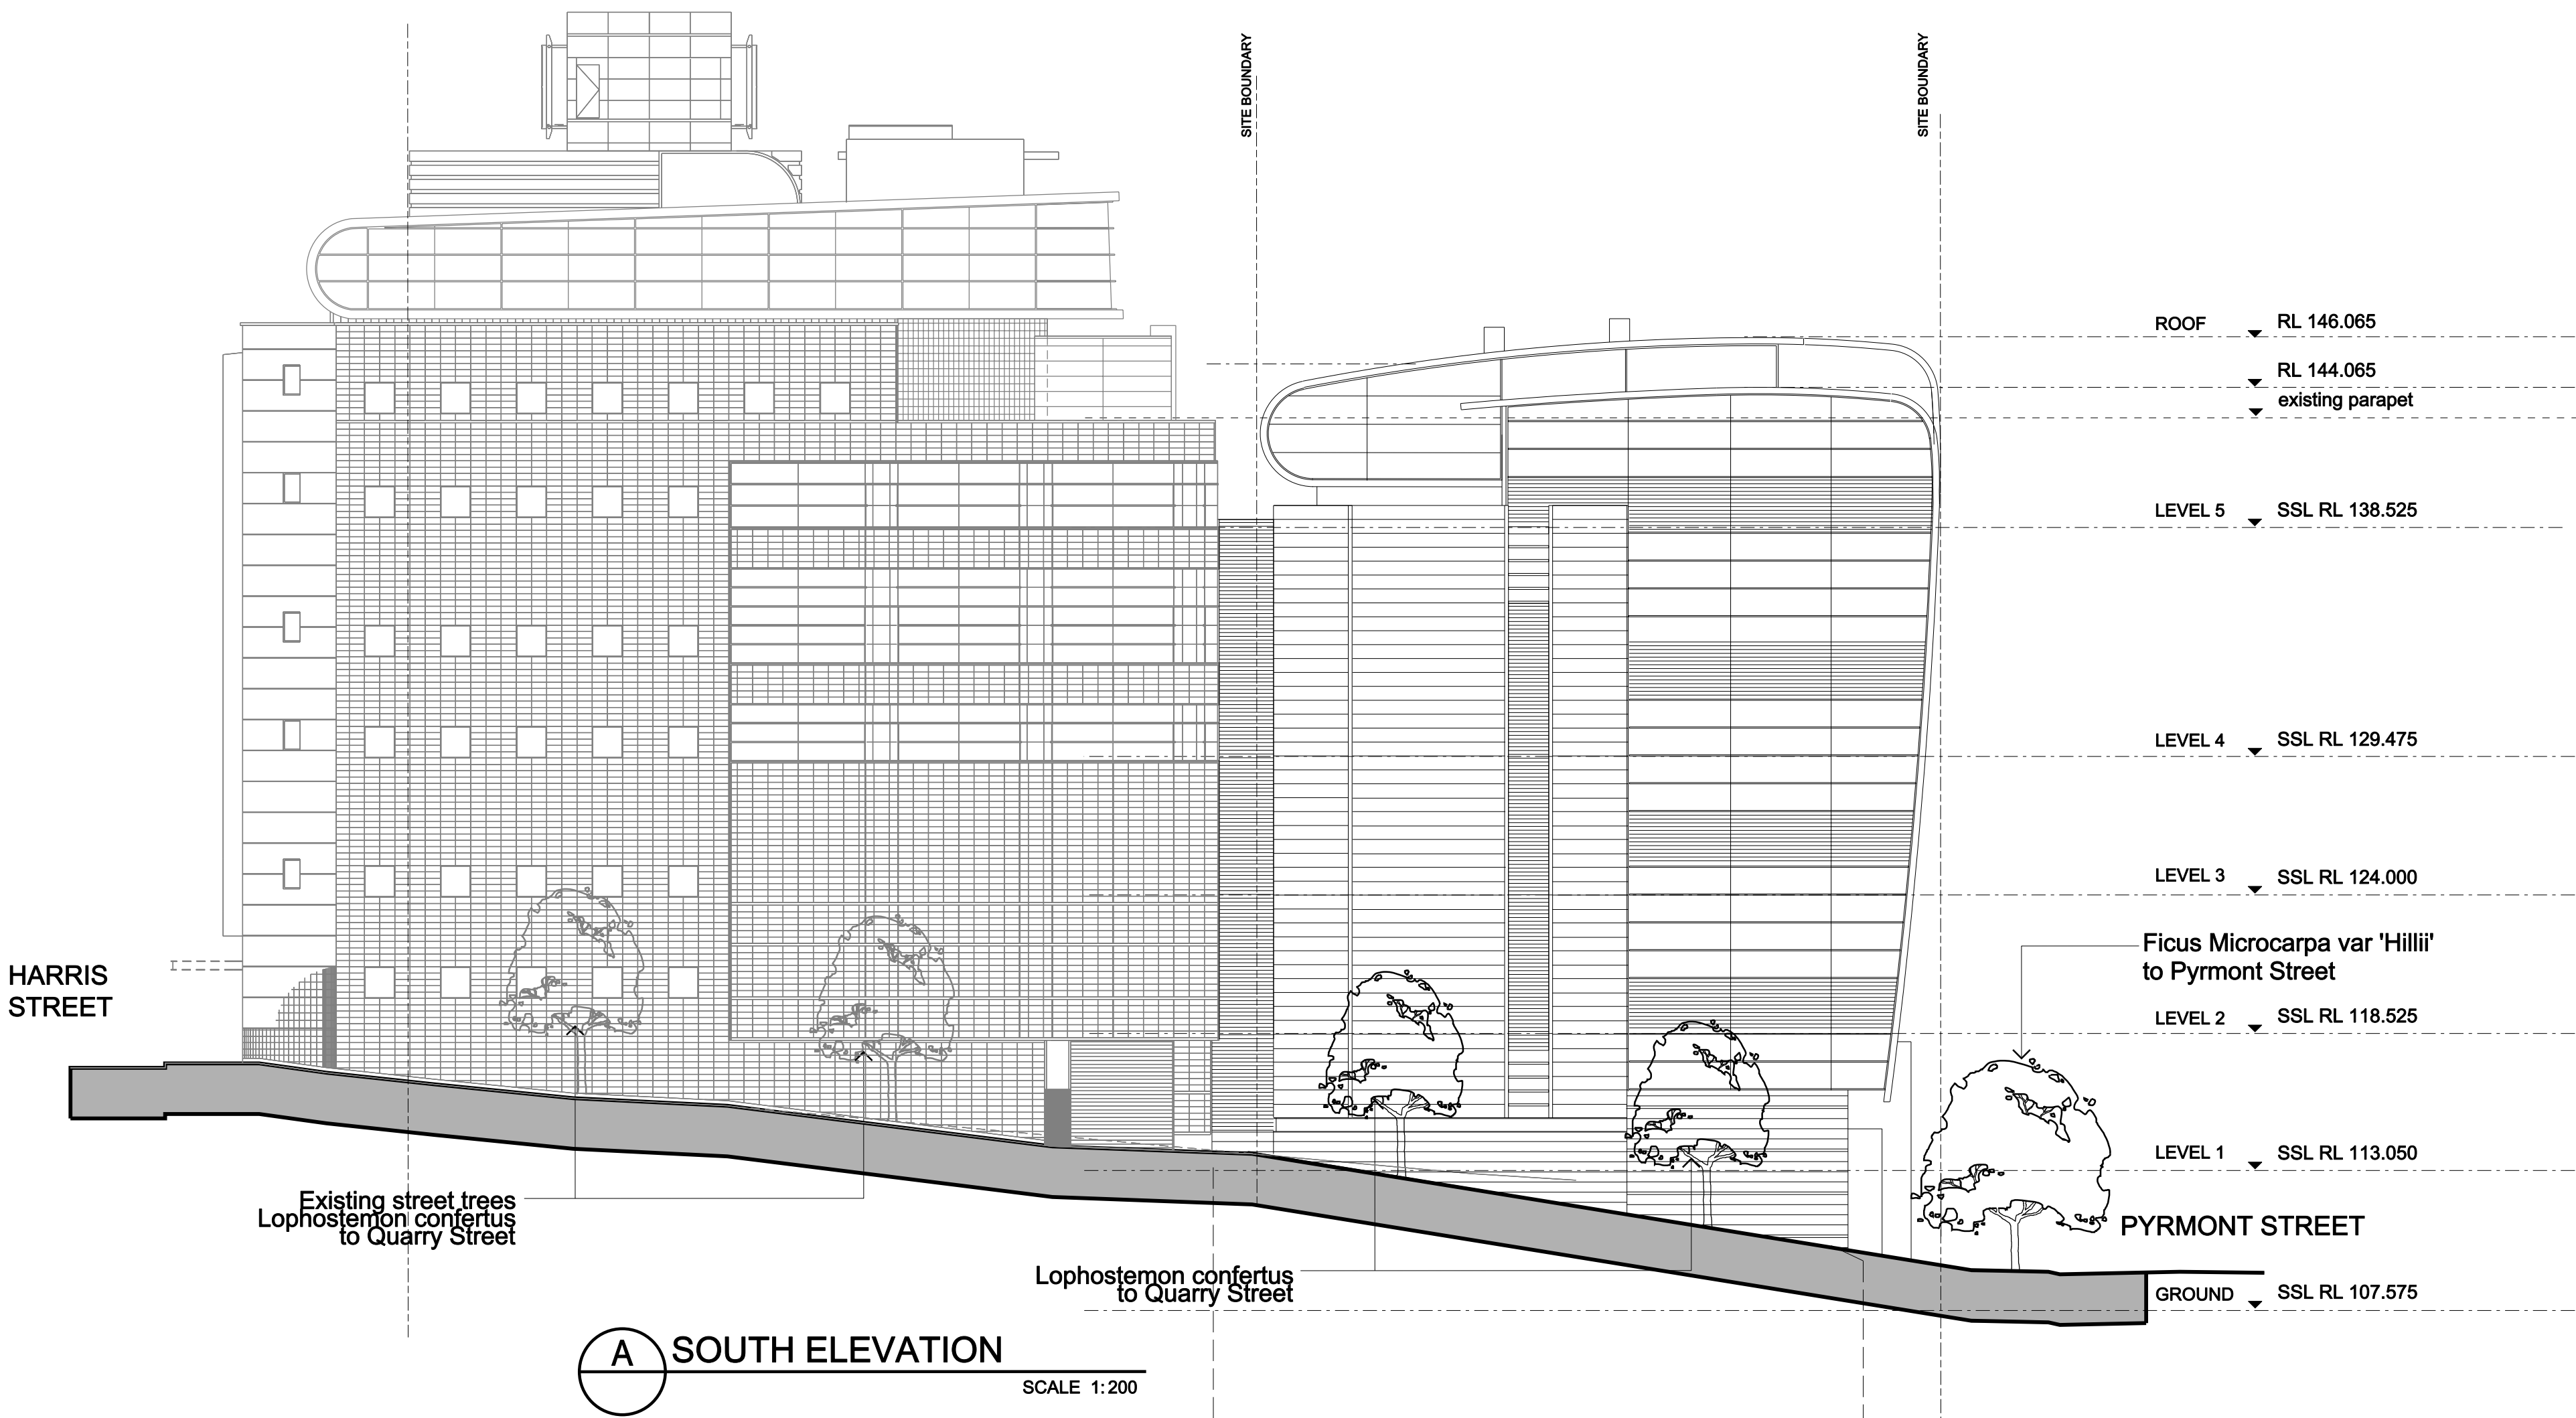 SITE BOUNDARY
SITE BOUNDARY
ROOF RL 146.065
RL 144.065
existing parapet
LEVEL 5 SSL RL 138.525
LEVEL 4 SSL RL 129.475
LEVEL 3 SSL RL 124.000
Ficus Microcarpa var 'Hillii'
to Pyrmont Street
HARRIS
STREET
LEVEL 2 SSL RL 118.525
LEVEL 1 SSL RL 113.050
Existing street trees
Lophostemon confertus
to Quarry Street
PYRMONT STREET
Lophostemon confertus
to Quarry Street
GROUND SSL RL 107.575
A SOUTH ELEVATION
SCALE 1:200